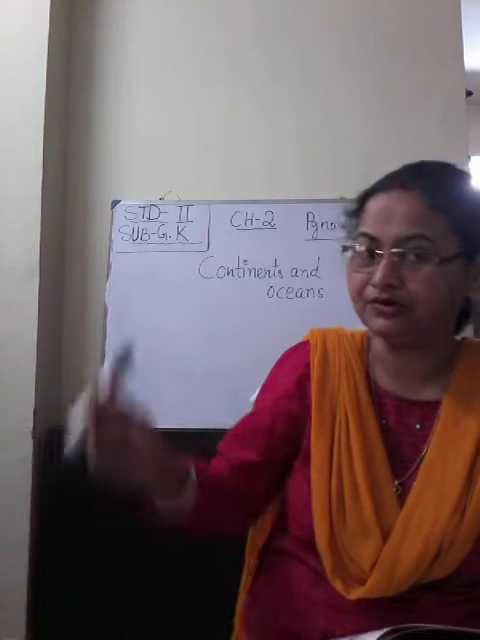 STD- II
SUB-G.K
CH-2
Pg no
Continents and
oceans